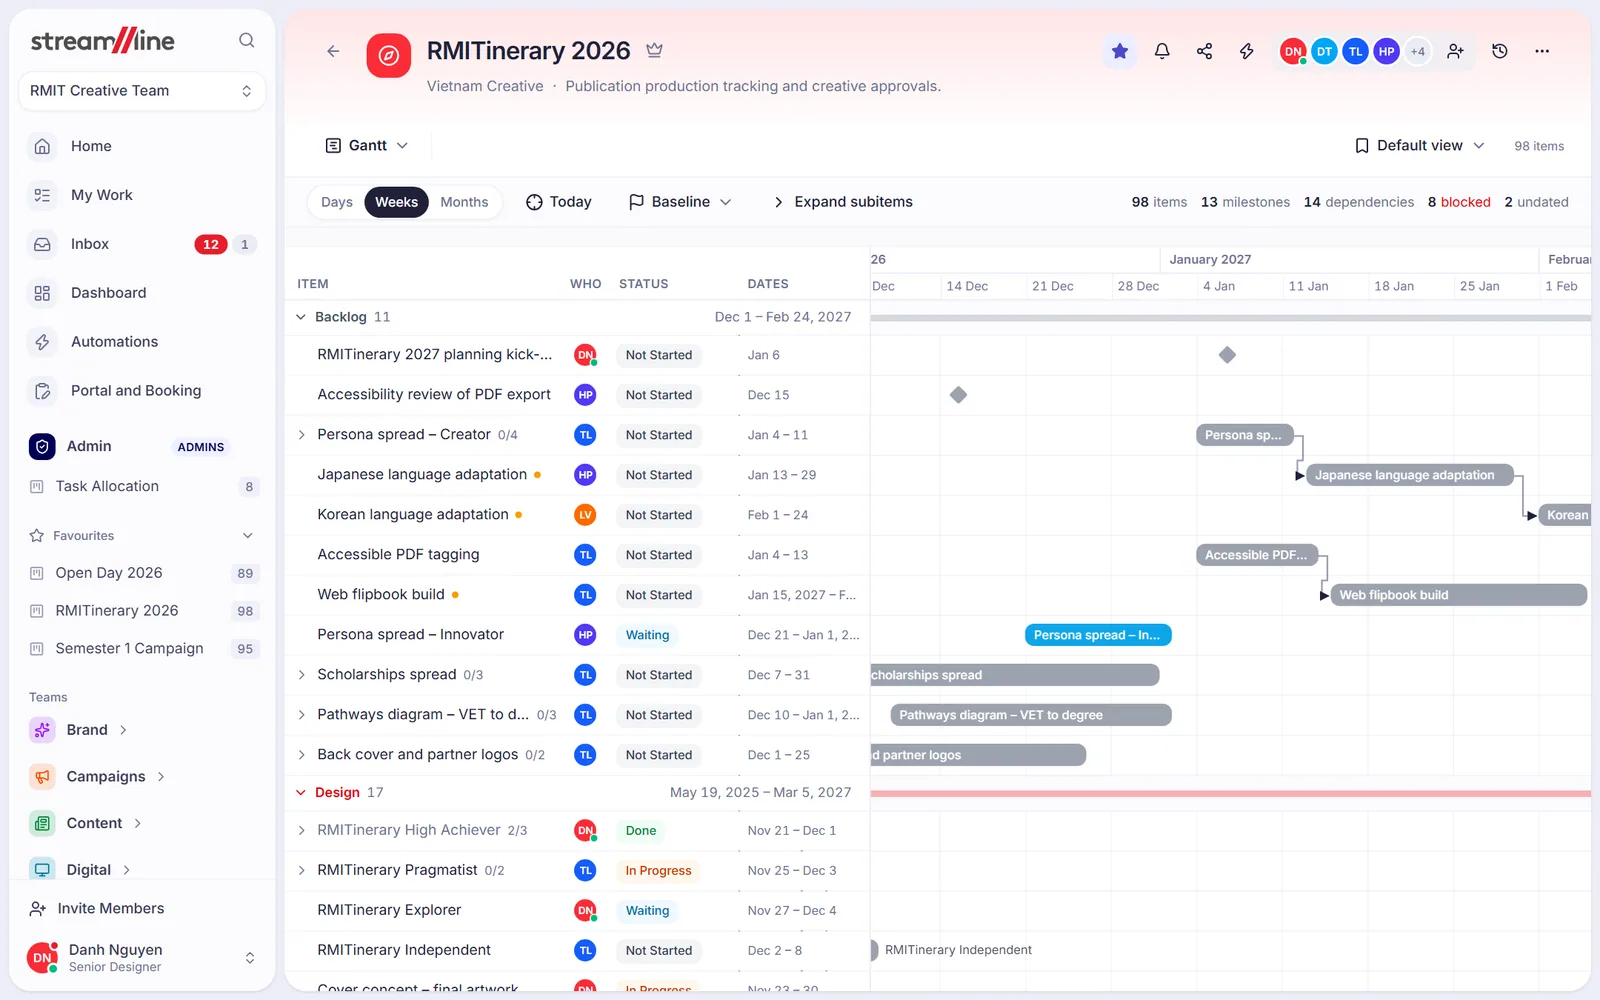 stream//line
RMIT Creative Team
Home
My Work
Inbox 12 1
Dashboard
Automations
Portal and Booking
Admin ADMINS
Task Allocation 8
Favourites
Open Day 2026 89
RMITinerary 2026 98
Semester 1 Campaign 95
Teams
Brand
Campaigns
Content
Digital
Invite Members
DN Danh Nguyen
Senior Designer
RMITinerary 2026
Vietnam Creative · Publication production tracking and creative approvals.
DN DT TL HP +4
Gantt
Default view 98 items
Days Weeks Months Today Baseline Expand subitems
98 items 13 milestones 14 dependencies 8 blocked 2 undated
ITEM WHO STATUS DATES
26 January 2027 Februar
Dec 14 Dec 21 Dec 28 Dec 4 Jan 11 Jan 18 Jan 25 Jan 1 Feb
Backlog 11 Dec 1 – Feb 24, 2027
RMITinerary 2027 planning kick-... DN Not Started Jan 6
Accessibility review of PDF export HP Not Started Dec 15
Persona spread – Creator 0/4 TL Not Started Jan 4 – 11 Persona sp...
Japanese language adaptation HP Not Started Jan 13 – 29 Japanese language adaptation
Korean language adaptation LV Not Started Feb 1 – 24 Korean
Accessible PDF tagging TL Not Started Jan 4 – 13 Accessible PDF...
Web flipbook build TL Not Started Jan 15, 2027 – F... Web flipbook build
Persona spread – Innovator HP Waiting Dec 21 – Jan 1, 2... Persona spread – In...
Scholarships spread 0/3 TL Not Started Dec 7 – 31 cholarships spread
Pathways diagram – VET to d... 0/3 TL Not Started Dec 10 – Jan 1, 2... Pathways diagram – VET to degree
Back cover and partner logos 0/2 TL Not Started Dec 1 – 25 d partner logos
Design 17 May 19, 2025 – Mar 5, 2027
RMITinerary High Achiever 2/3 DN Done Nov 21 – Dec 1
RMITinerary Pragmatist 0/2 TL In Progress Nov 25 – Dec 3
RMITinerary Explorer DN Waiting Nov 27 – Dec 4
RMITinerary Independent TL Not Started Dec 2 – 8 RMITinerary Independent
Cover concept – final artwork DN In Progress Nov 23 – 30